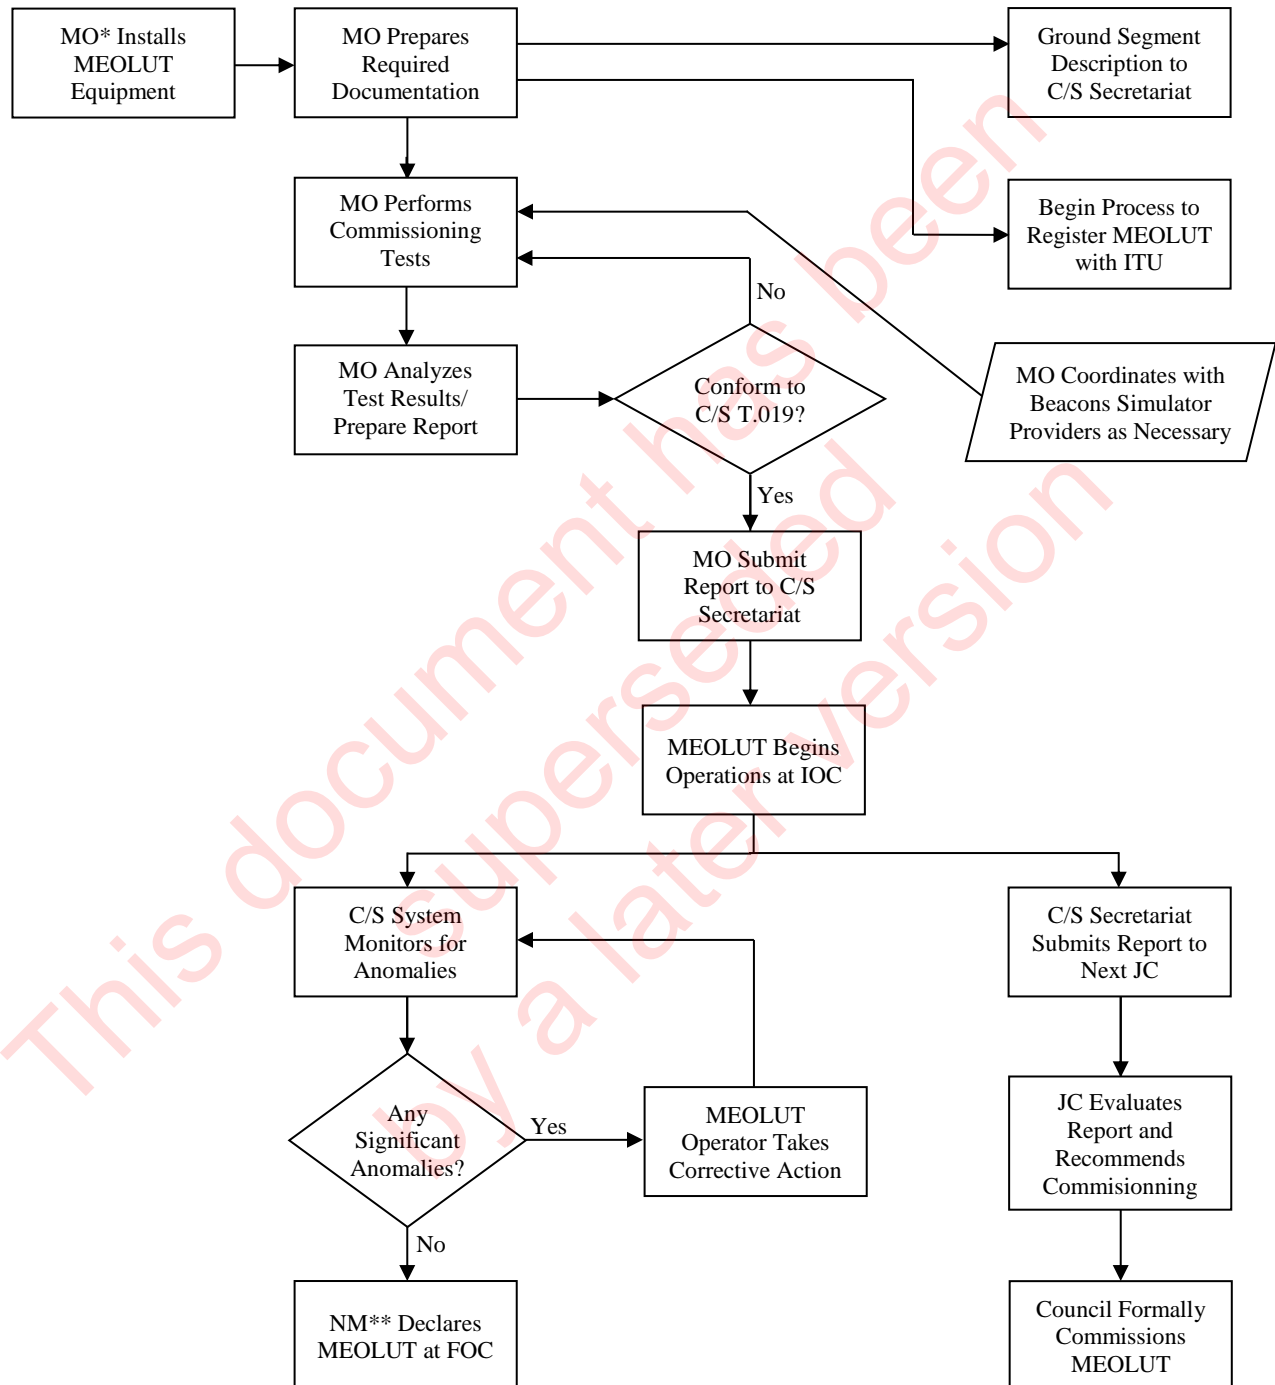 MO* Installs
MEOLUT
Equipment
MO Prepares
Required
Documentation
Ground Segment
Description to
C/S Secretariat
MO Performs
Commissioning
Tests
Begin Process to
Register MEOLUT
with ITU
No
MO Analyzes
Test Results/
Prepare Report
Conform to
C/S T.019?
MO Coordinates with
Beacons Simulator
Providers as Necessary
Yes
MO Submit
Report to C/S
Secretariat
MEOLUT Begins
Operations at IOC
C/S System
Monitors for
Anomalies
C/S Secretariat
Submits Report to
Next JC
Any
Significant
Anomalies?
Yes
MEOLUT
Operator Takes
Corrective Action
JC Evaluates
Report and
Recommends
Commisionning
No
NM** Declares
MEOLUT at FOC
Council Formally
Commissions
MEOLUT
This document has been
superseded
by a later version